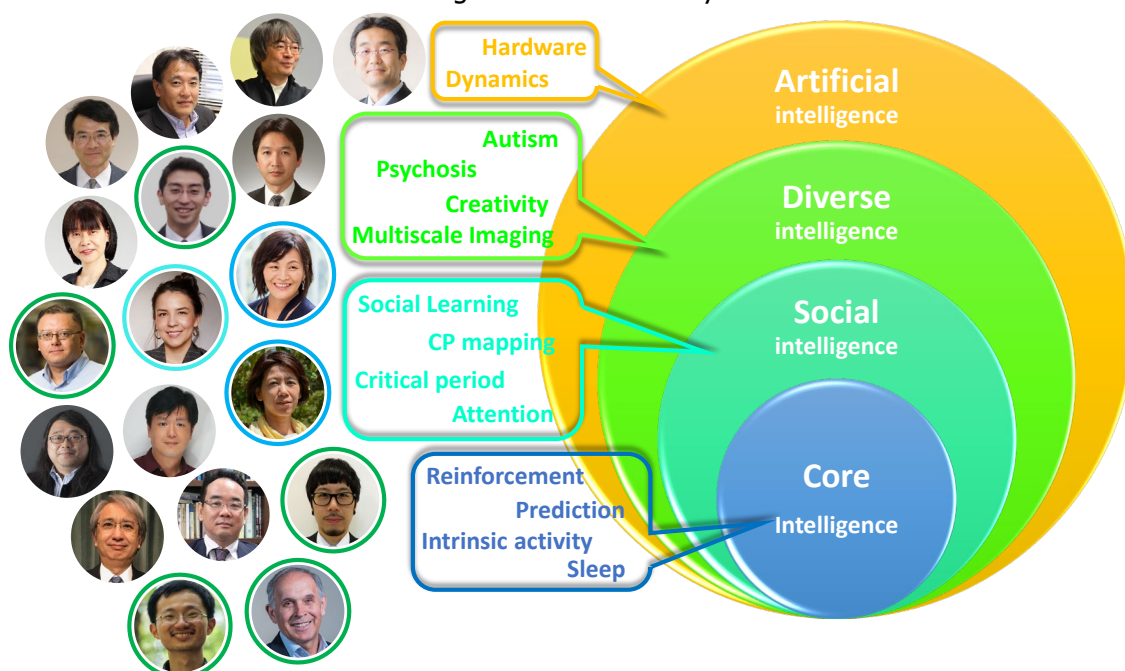 Hardware
Dynamics
Artificial
intelligence
Autism
Psychosis
Creativity
Multiscale Imaging
Diverse
intelligence
Social Learning
CP mapping
Critical period
Attention
Social
intelligence
Reinforcement
Prediction
Intrinsic activity
Sleep
Core
Intelligence